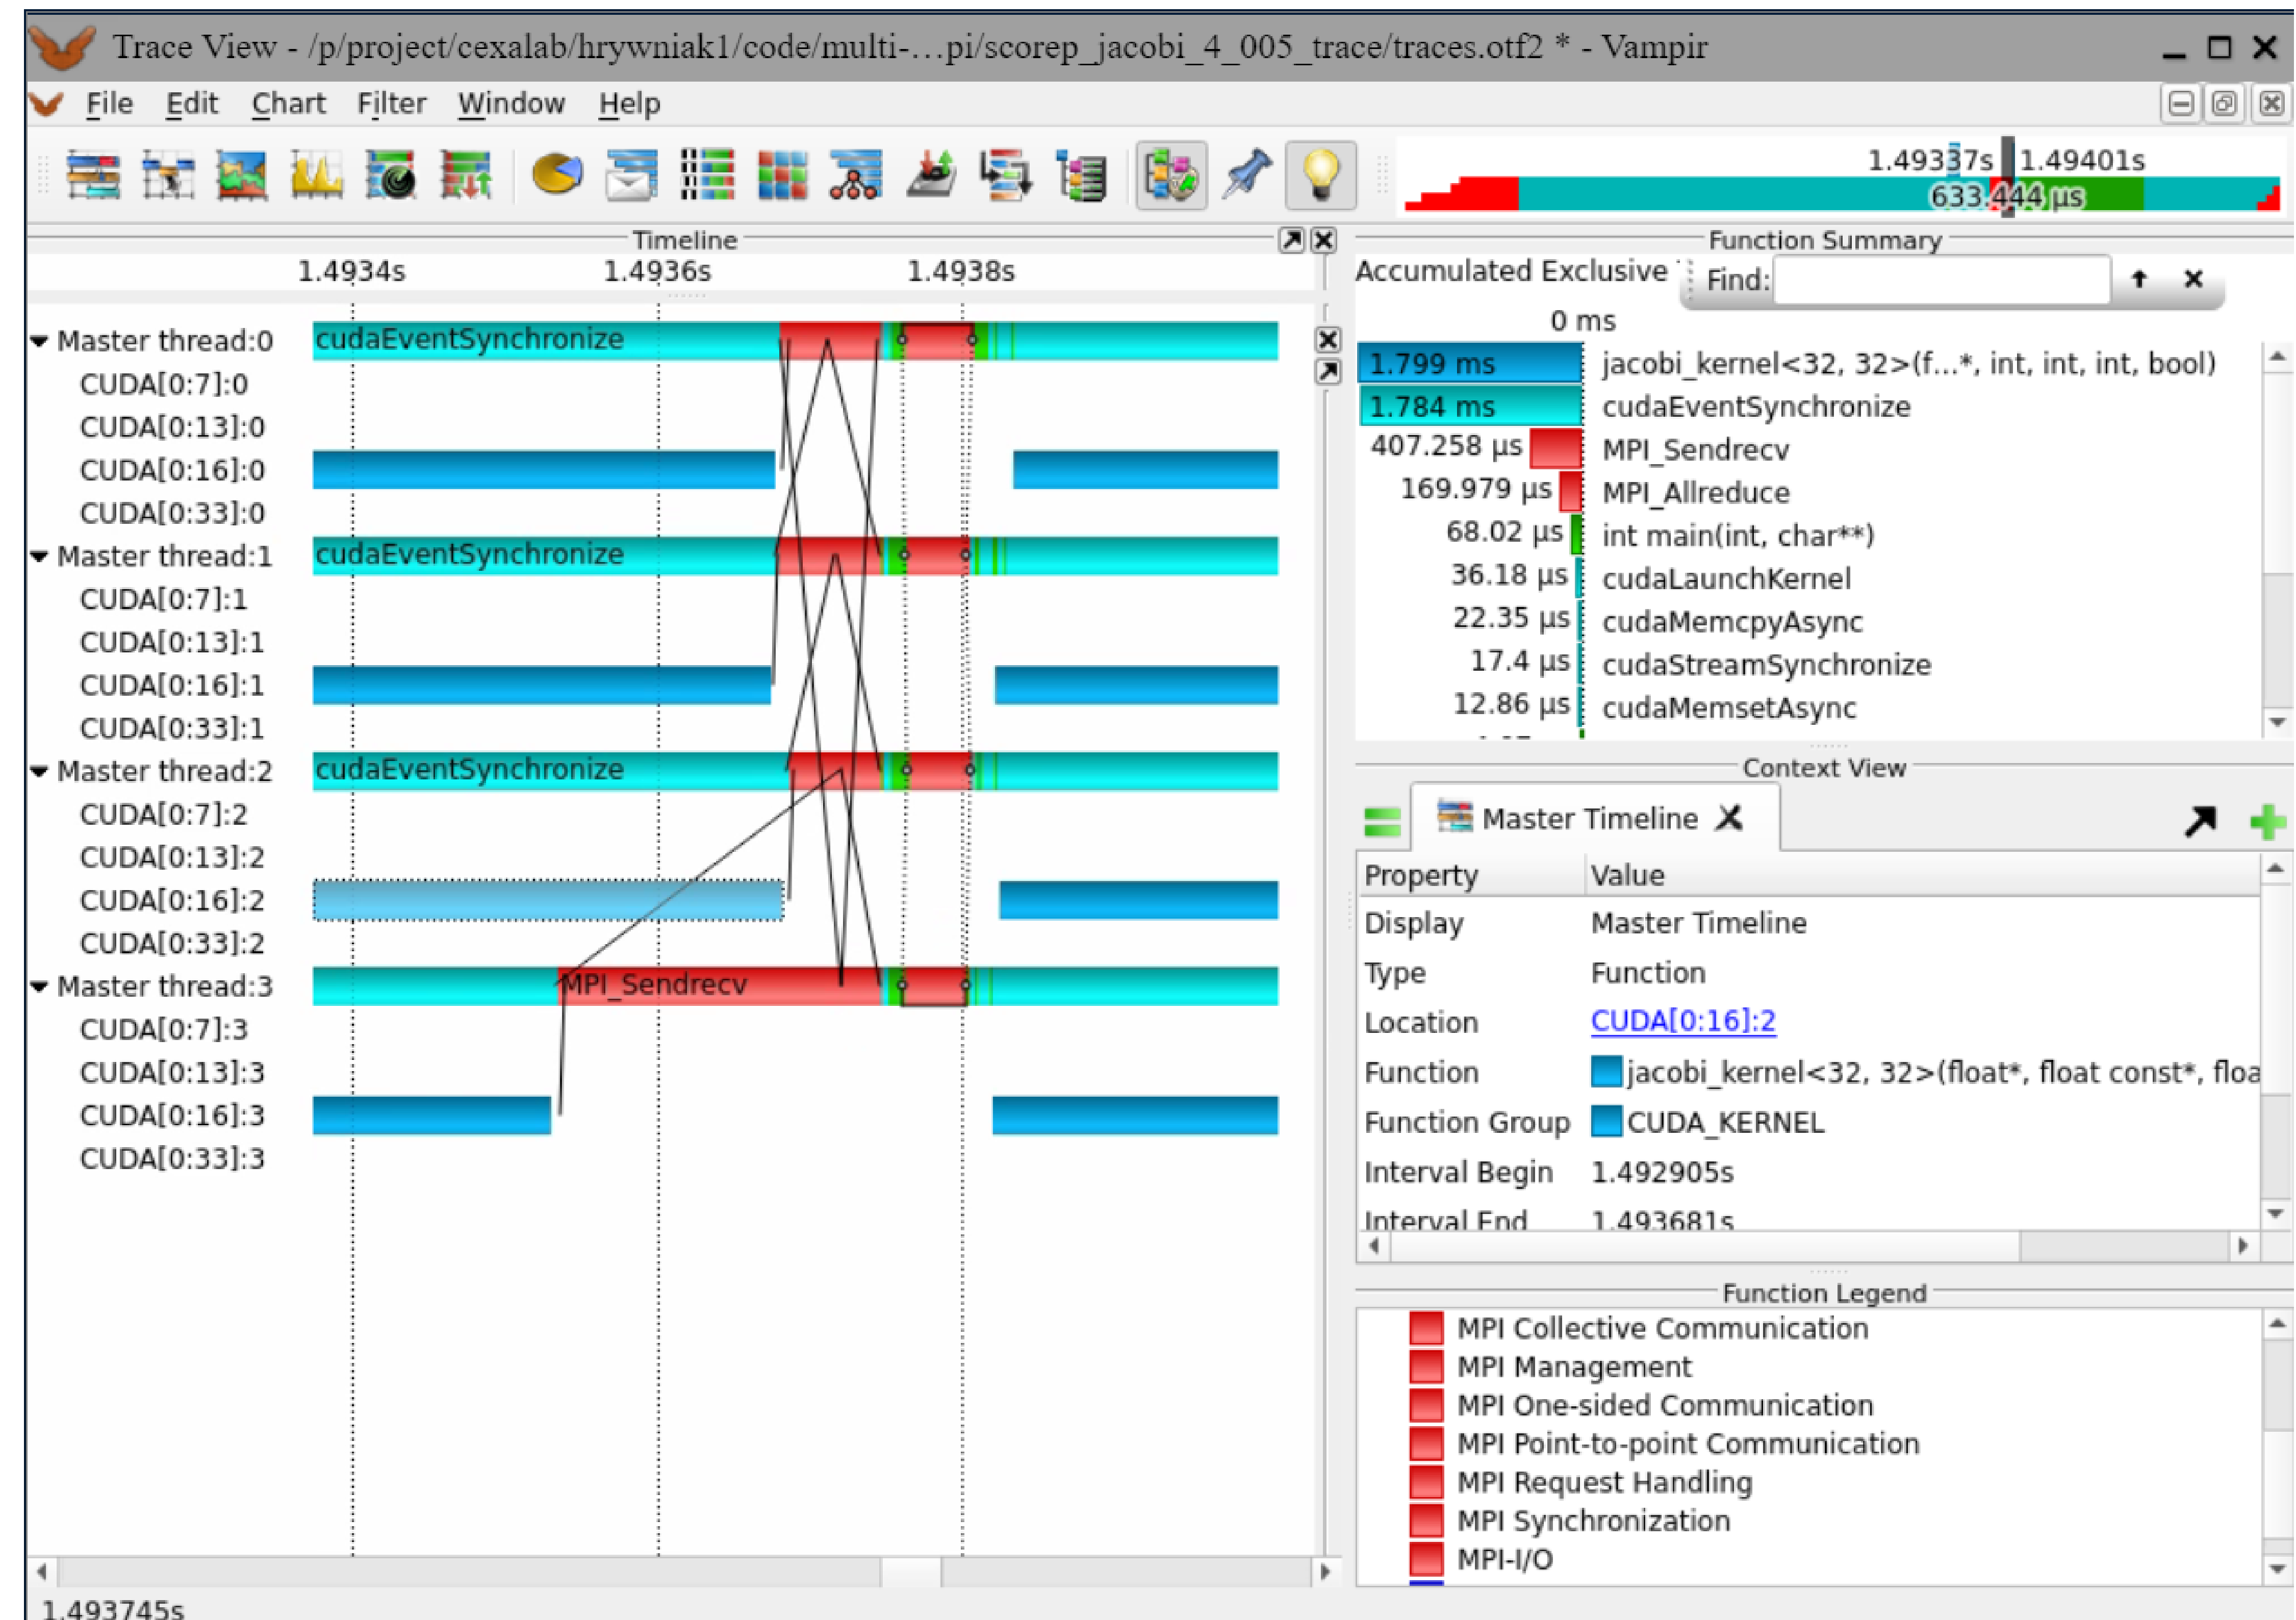 Trace View - /p/project/cexalab/hrywniak1/code/multi-...pi/scorep_jacobi_4_005_trace/traces.otf2 * - Vampir
File Edit Chart Filter Window Help
1.49337s 1.49401s
633.444 µs
Timeline
1.4934s 1.4936s 1.4938s
Master thread:0 cudaEventSynchronize
CUDA[0:7]:0
CUDA[0:13]:0
CUDA[0:16]:0
CUDA[0:33]:0
Master thread:1 cudaEventSynchronize
CUDA[0:7]:1
CUDA[0:13]:1
CUDA[0:16]:1
CUDA[0:33]:1
Master thread:2 cudaEventSynchronize
CUDA[0:7]:2
CUDA[0:13]:2
CUDA[0:16]:2
CUDA[0:33]:2
Master thread:3 MPI_Sendrecv
CUDA[0:7]:3
CUDA[0:13]:3
CUDA[0:16]:3
CUDA[0:33]:3
1.493745s
Function Summary
Accumulated Exclusive Find:
0 ms
1.799 ms jacobi_kernel<32, 32>(f...*, int, int, int, bool)
1.784 ms cudaEventSynchronize
407.258 µs MPI_Sendrecv
169.979 µs MPI_Allreduce
68.02 µs int main(int, char**)
36.18 µs cudaLaunchKernel
22.35 µs cudaMemcpyAsync
17.4 µs cudaStreamSynchronize
12.86 µs cudaMemsetAsync
Context View
Master Timeline
Property Value
Display Master Timeline
Type Function
Location CUDA[0:16]:2
Function jacobi_kernel<32, 32>(float*, float const*, floa
Function Group CUDA_KERNEL
Interval Begin 1.492905s
Interval End 1.493681s
Function Legend
MPI Collective Communication
MPI Management
MPI One-sided Communication
MPI Point-to-point Communication
MPI Request Handling
MPI Synchronization
MPI-I/O